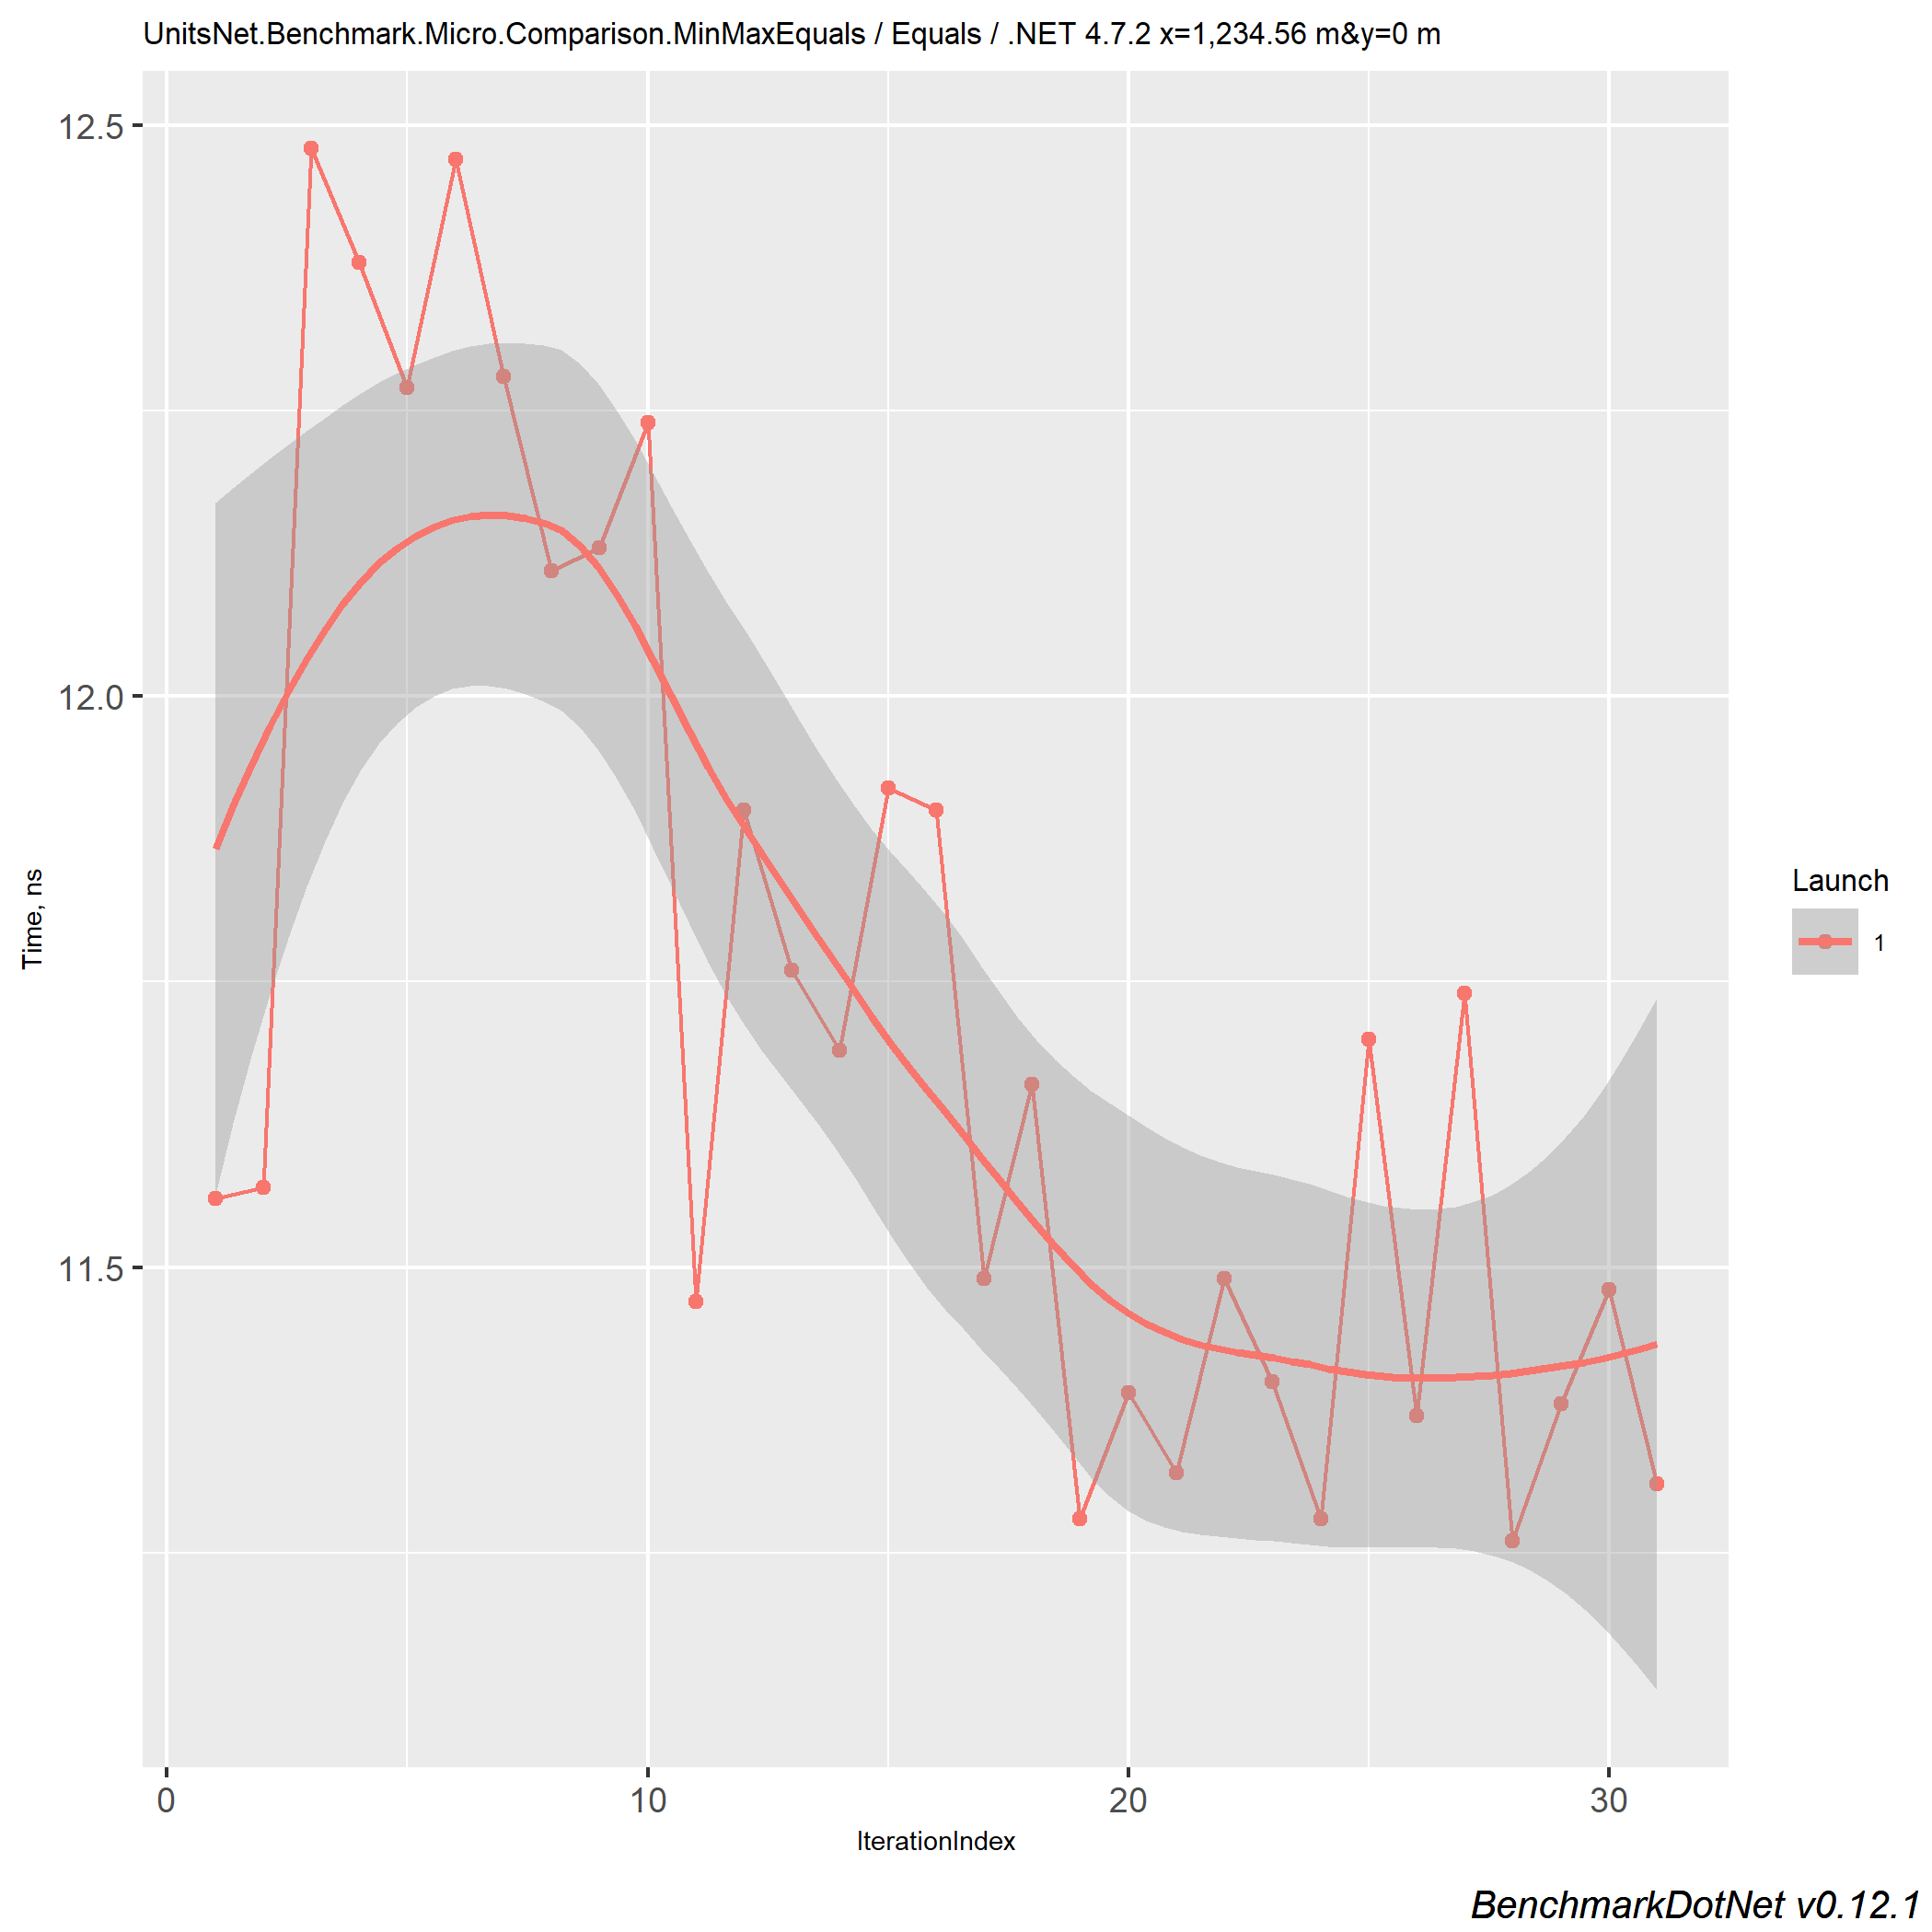 UnitsNet.Benchmark.Micro.Comparison.MinMaxEquals / Equals / .NET 4.7.2 x=1,234.56 m&y=0 m
12.5
12.0
11.5
Time, ns
0 10 20 30
IterationIndex
Launch
1
BenchmarkDotNet v0.12.1